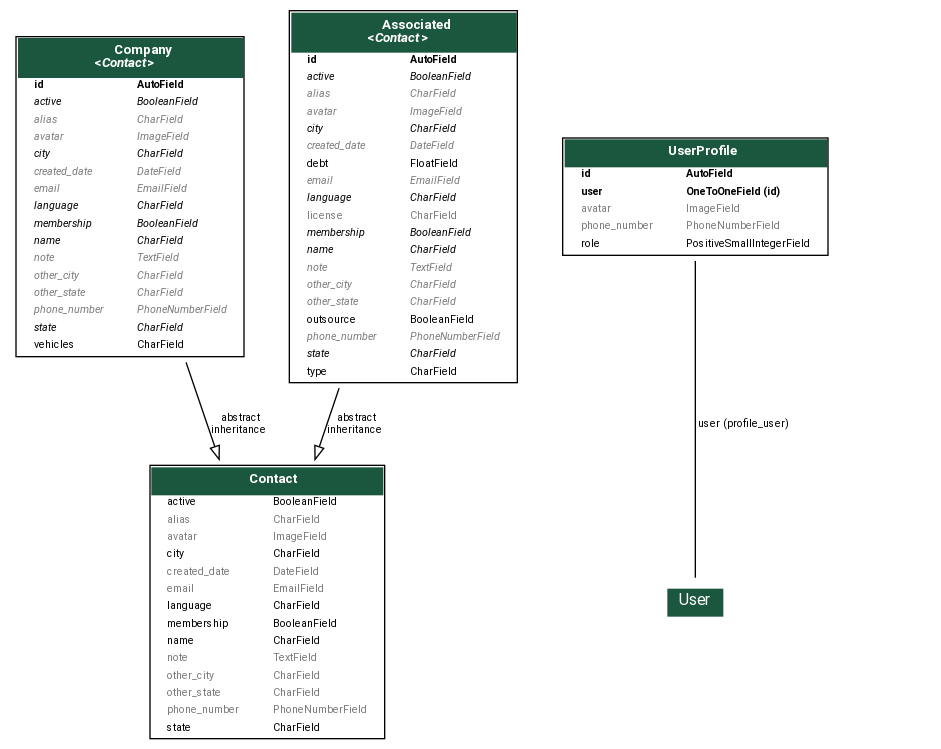 Company
<Contact>
id AutoField
active BooleanField
alias CharField
avatar ImageField
city CharField
created_date DateField
email EmailField
language CharField
membership BooleanField
name CharField
note TextField
other_city CharField
other_state CharField
phone_number PhoneNumberField
state CharField
vehicles CharField
Associated
<Contact>
id AutoField
active BooleanField
alias CharField
avatar ImageField
city CharField
created_date DateField
debt FloatField
email EmailField
language CharField
license CharField
membership BooleanField
name CharField
note TextField
other_city CharField
other_state CharField
outsource BooleanField
phone_number PhoneNumberField
state CharField
type CharField
UserProfile
id AutoField
user OneToOneField (id)
avatar ImageField
phone_number PhoneNumberField
role PositiveSmallIntegerField
abstract
inheritance
abstract
inheritance
user (profile_user)
Contact
active BooleanField
alias CharField
avatar ImageField
city CharField
created_date DateField
email EmailField
language CharField
membership BooleanField
name CharField
note TextField
other_city CharField
other_state CharField
phone_number PhoneNumberField
state CharField
User